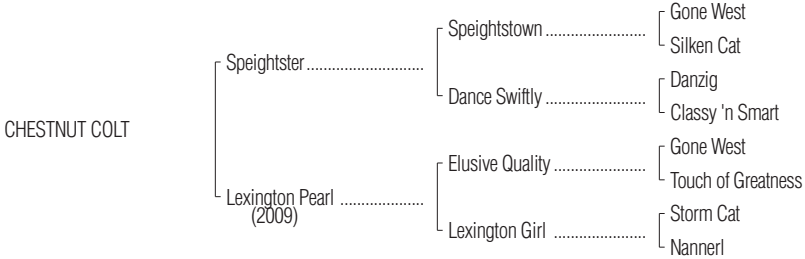 Gone West
Speightstown ........................
Silken Cat
Speightster ............................
Danzig
Dance Swiftly ........................
Classy 'n Smart
CHESTNUT COLT
Gone West
Elusive Quality ......................
Touch of Greatness
Lexington Pearl ....................
(2009)
Storm Cat
Lexington Girl ......................
Nannerl